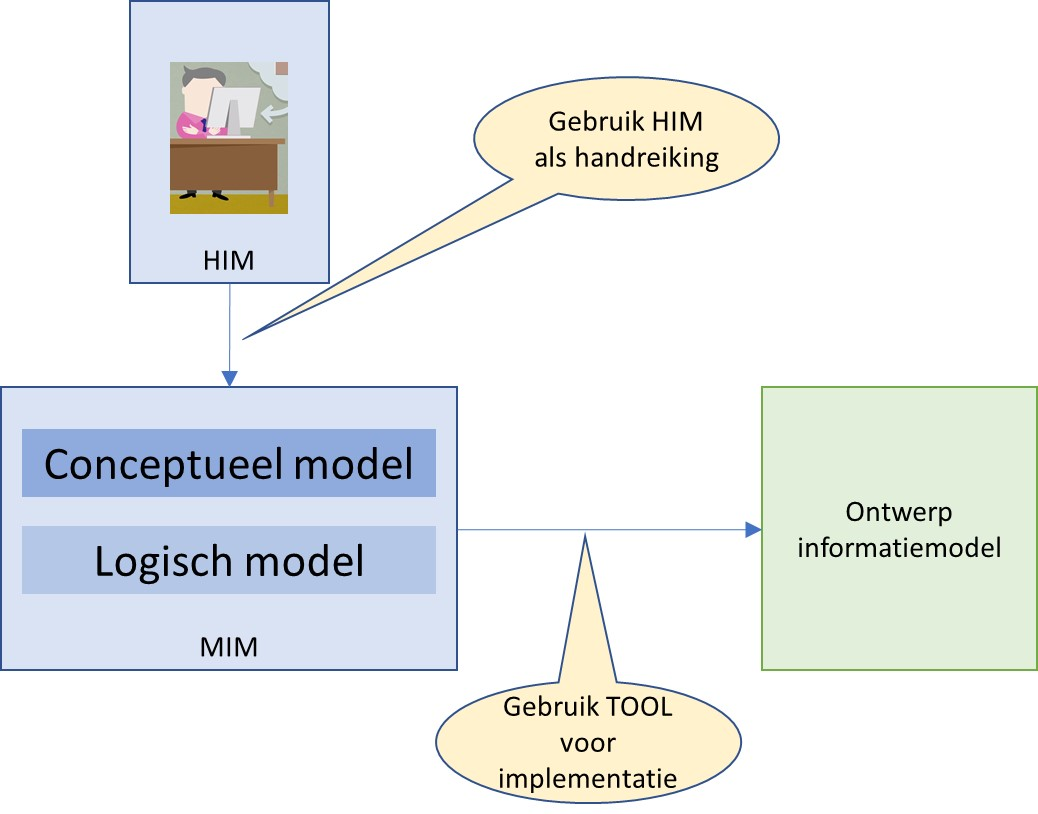 HIM
Gebruik HIM
als handreiking
Conceptueel model
Logisch model
MIM
Ontwerp
informatiemodel
Gebruik TOOL
voor
implementatie